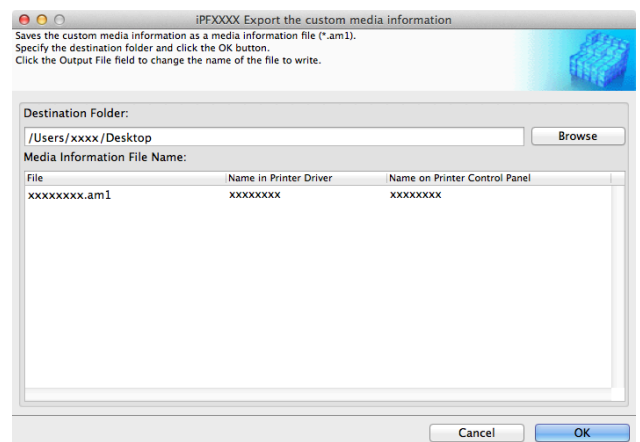 iPFXXXX Export the custom media information
Saves the custom media information as a media information file (*.am1).
Specify the destination folder and click the OK button.
Click the Output File field to change the name of the file to write.
Destination Folder:
/Users/xxxx/Desktop Browse
Media Information File Name:
File Name in Printer Driver Name on Printer Control Panel
xxxxxxxx.am1 xxxxxxxx xxxxxxxx
Cancel OK